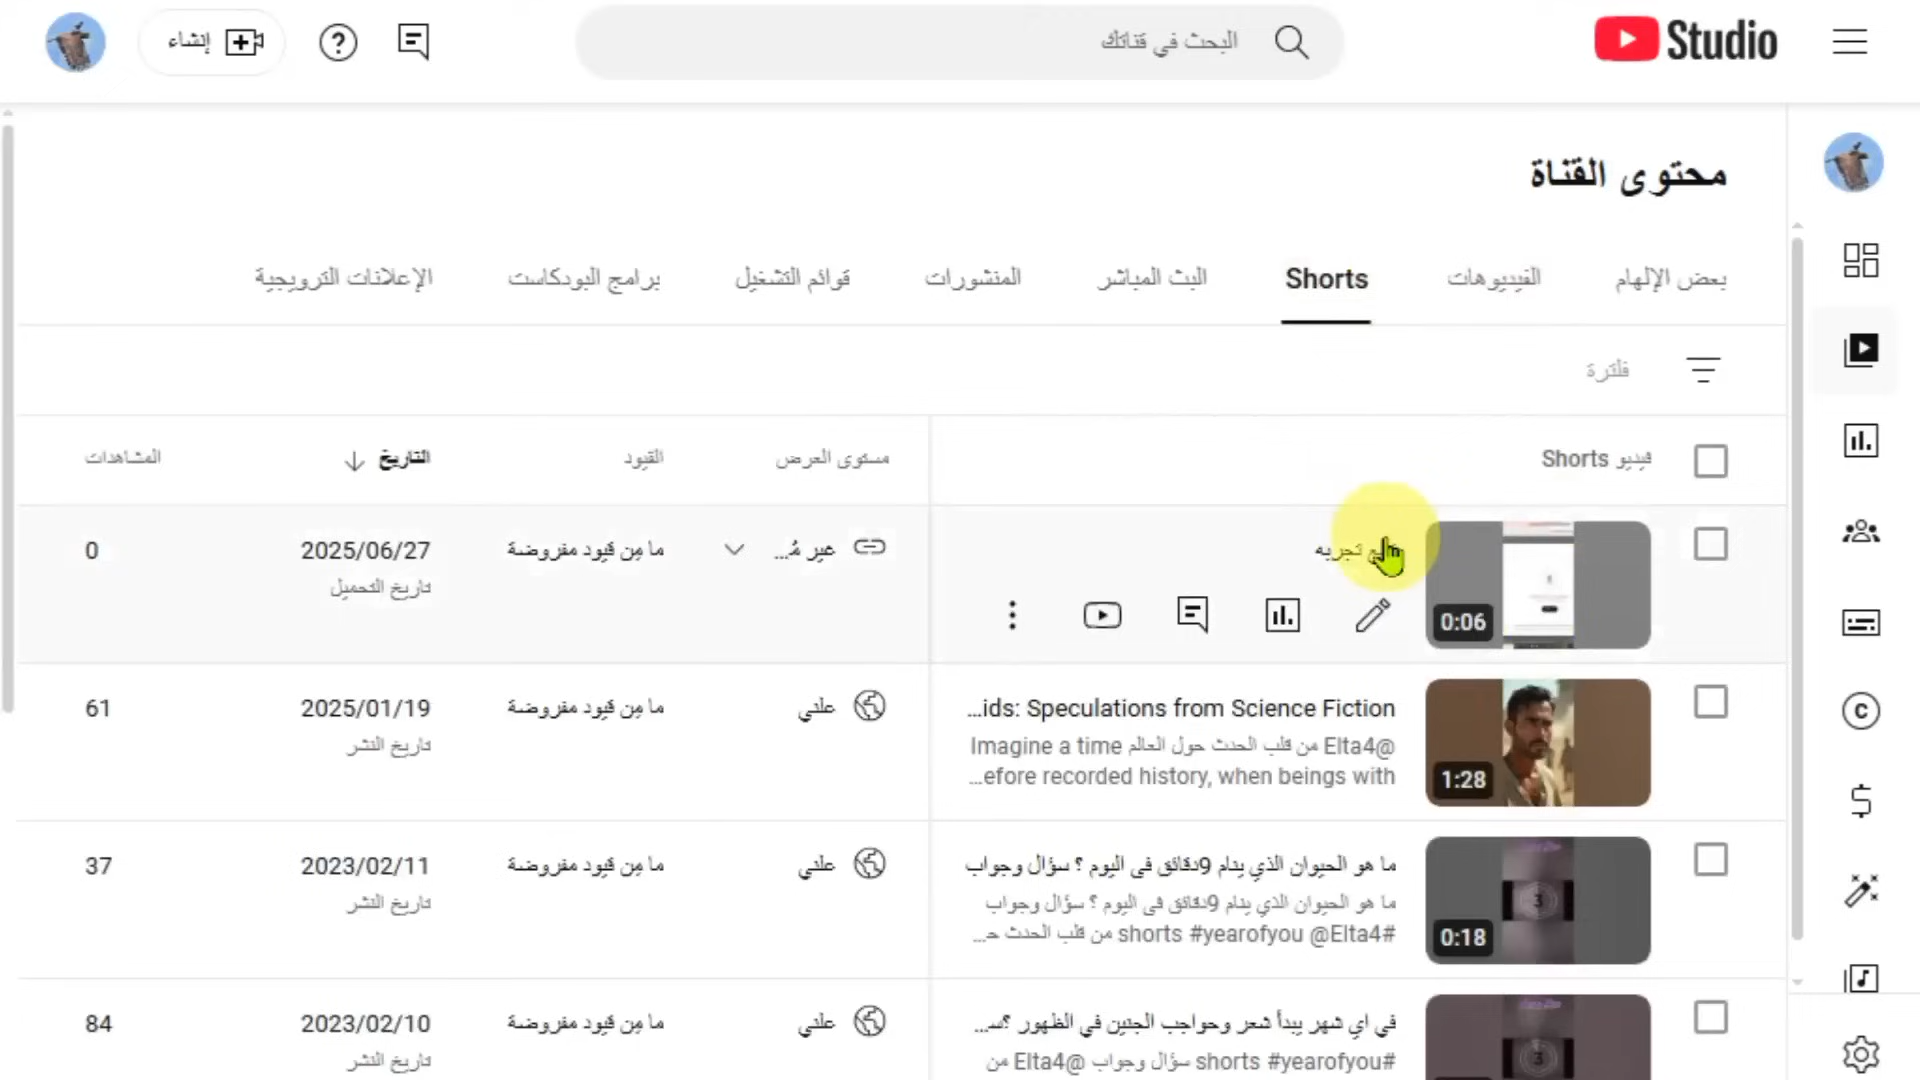 Studio
البحث في قناتك
إنشاء
محتوى القناة
بعض الإلهام
الفيديوهات
Shorts
البث المباشر
المنشورات
قوائم التشغيل
برامج البودكاست
الإعلانات الترويجية
فلترة
فيديو Shorts
مستوى العرض
القيود
التاريخ
المشاهدات
تجربه
0:06
غير مُ...
ما مِن قيود مفروضة
2025/06/27
تاريخ التحميل
0
...ids: Speculations from Science Fiction
@Elta4 من قلب الحدث حول العالم Imagine a time
...efore recorded history, when beings with
1:28
علني
ما مِن قيود مفروضة
2025/01/19
تاريخ النشر
61
ما هو الحيوان الذي ينام 9دقائق فى اليوم ؟ سؤال وجواب
ما هو الحيوان الذي ينام 9دقائق فى اليوم ؟ سؤال وجواب
#shorts #yearofyou @Elta4 من قلب الحدث حـ...
0:18
علني
ما مِن قيود مفروضة
2023/02/11
تاريخ النشر
37
في اي شهر يبدأ شعر وحواجب الجنين في الظهور ؟سـ...
#shorts #yearofyou سؤال وجواب @Elta4 من
علني
ما مِن قيود مفروضة
2023/02/10
تاريخ النشر
84